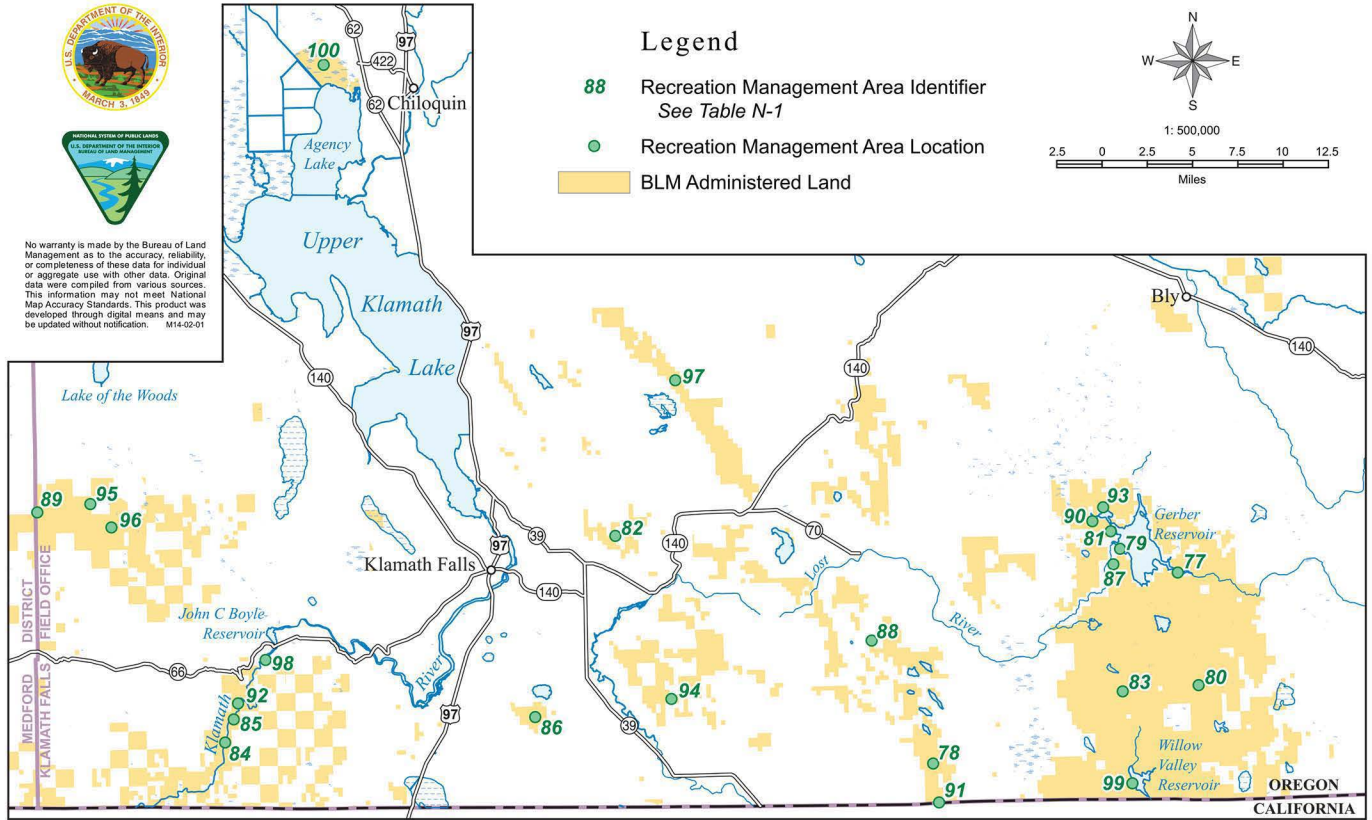 U.S. DEPARTMENT OF THE INTERIOR
MARCH 3, 1849
NATIONAL SYSTEM OF PUBLIC LANDS
U.S. DEPARTMENT OF THE INTERIOR
BUREAU OF LAND MANAGEMENT
No warranty is made by the Bureau of Land
Management as to the accuracy, reliability,
or completeness of these data for individual
or aggregate use with other data. Original
data were compiled from various sources.
This information may not meet National
Map Accuracy Standards. This product was
developed through digital means and may
be updated without notification. M14-02-01
Legend
88 Recreation Management Area Identifier
See Table N-1
Recreation Management Area Location
BLM Administered Land
N
W E
S
1: 500,000
2.5 0 2.5 5 7.5 10 12.5
Miles
62
97
100
422
62
Chiloquin
Agency
Lake
Upper
Klamath
Lake
97
140
Lake of the Woods
97
140
Bly
140
89
95
96
82
39
97
Klamath Falls
140
140
70
Lost
River
93
90
81
79
87
77
Gerber
Reservoir
MEDFORD DISTRICT
KLAMATH FALLS FIELD OFFICE
John C Boyle
Reservoir
66
98
92
85
84
Klamath
River
97
86
94
39
88
78
91
83
80
99
Willow
Valley
Reservoir
OREGON
CALIFORNIA